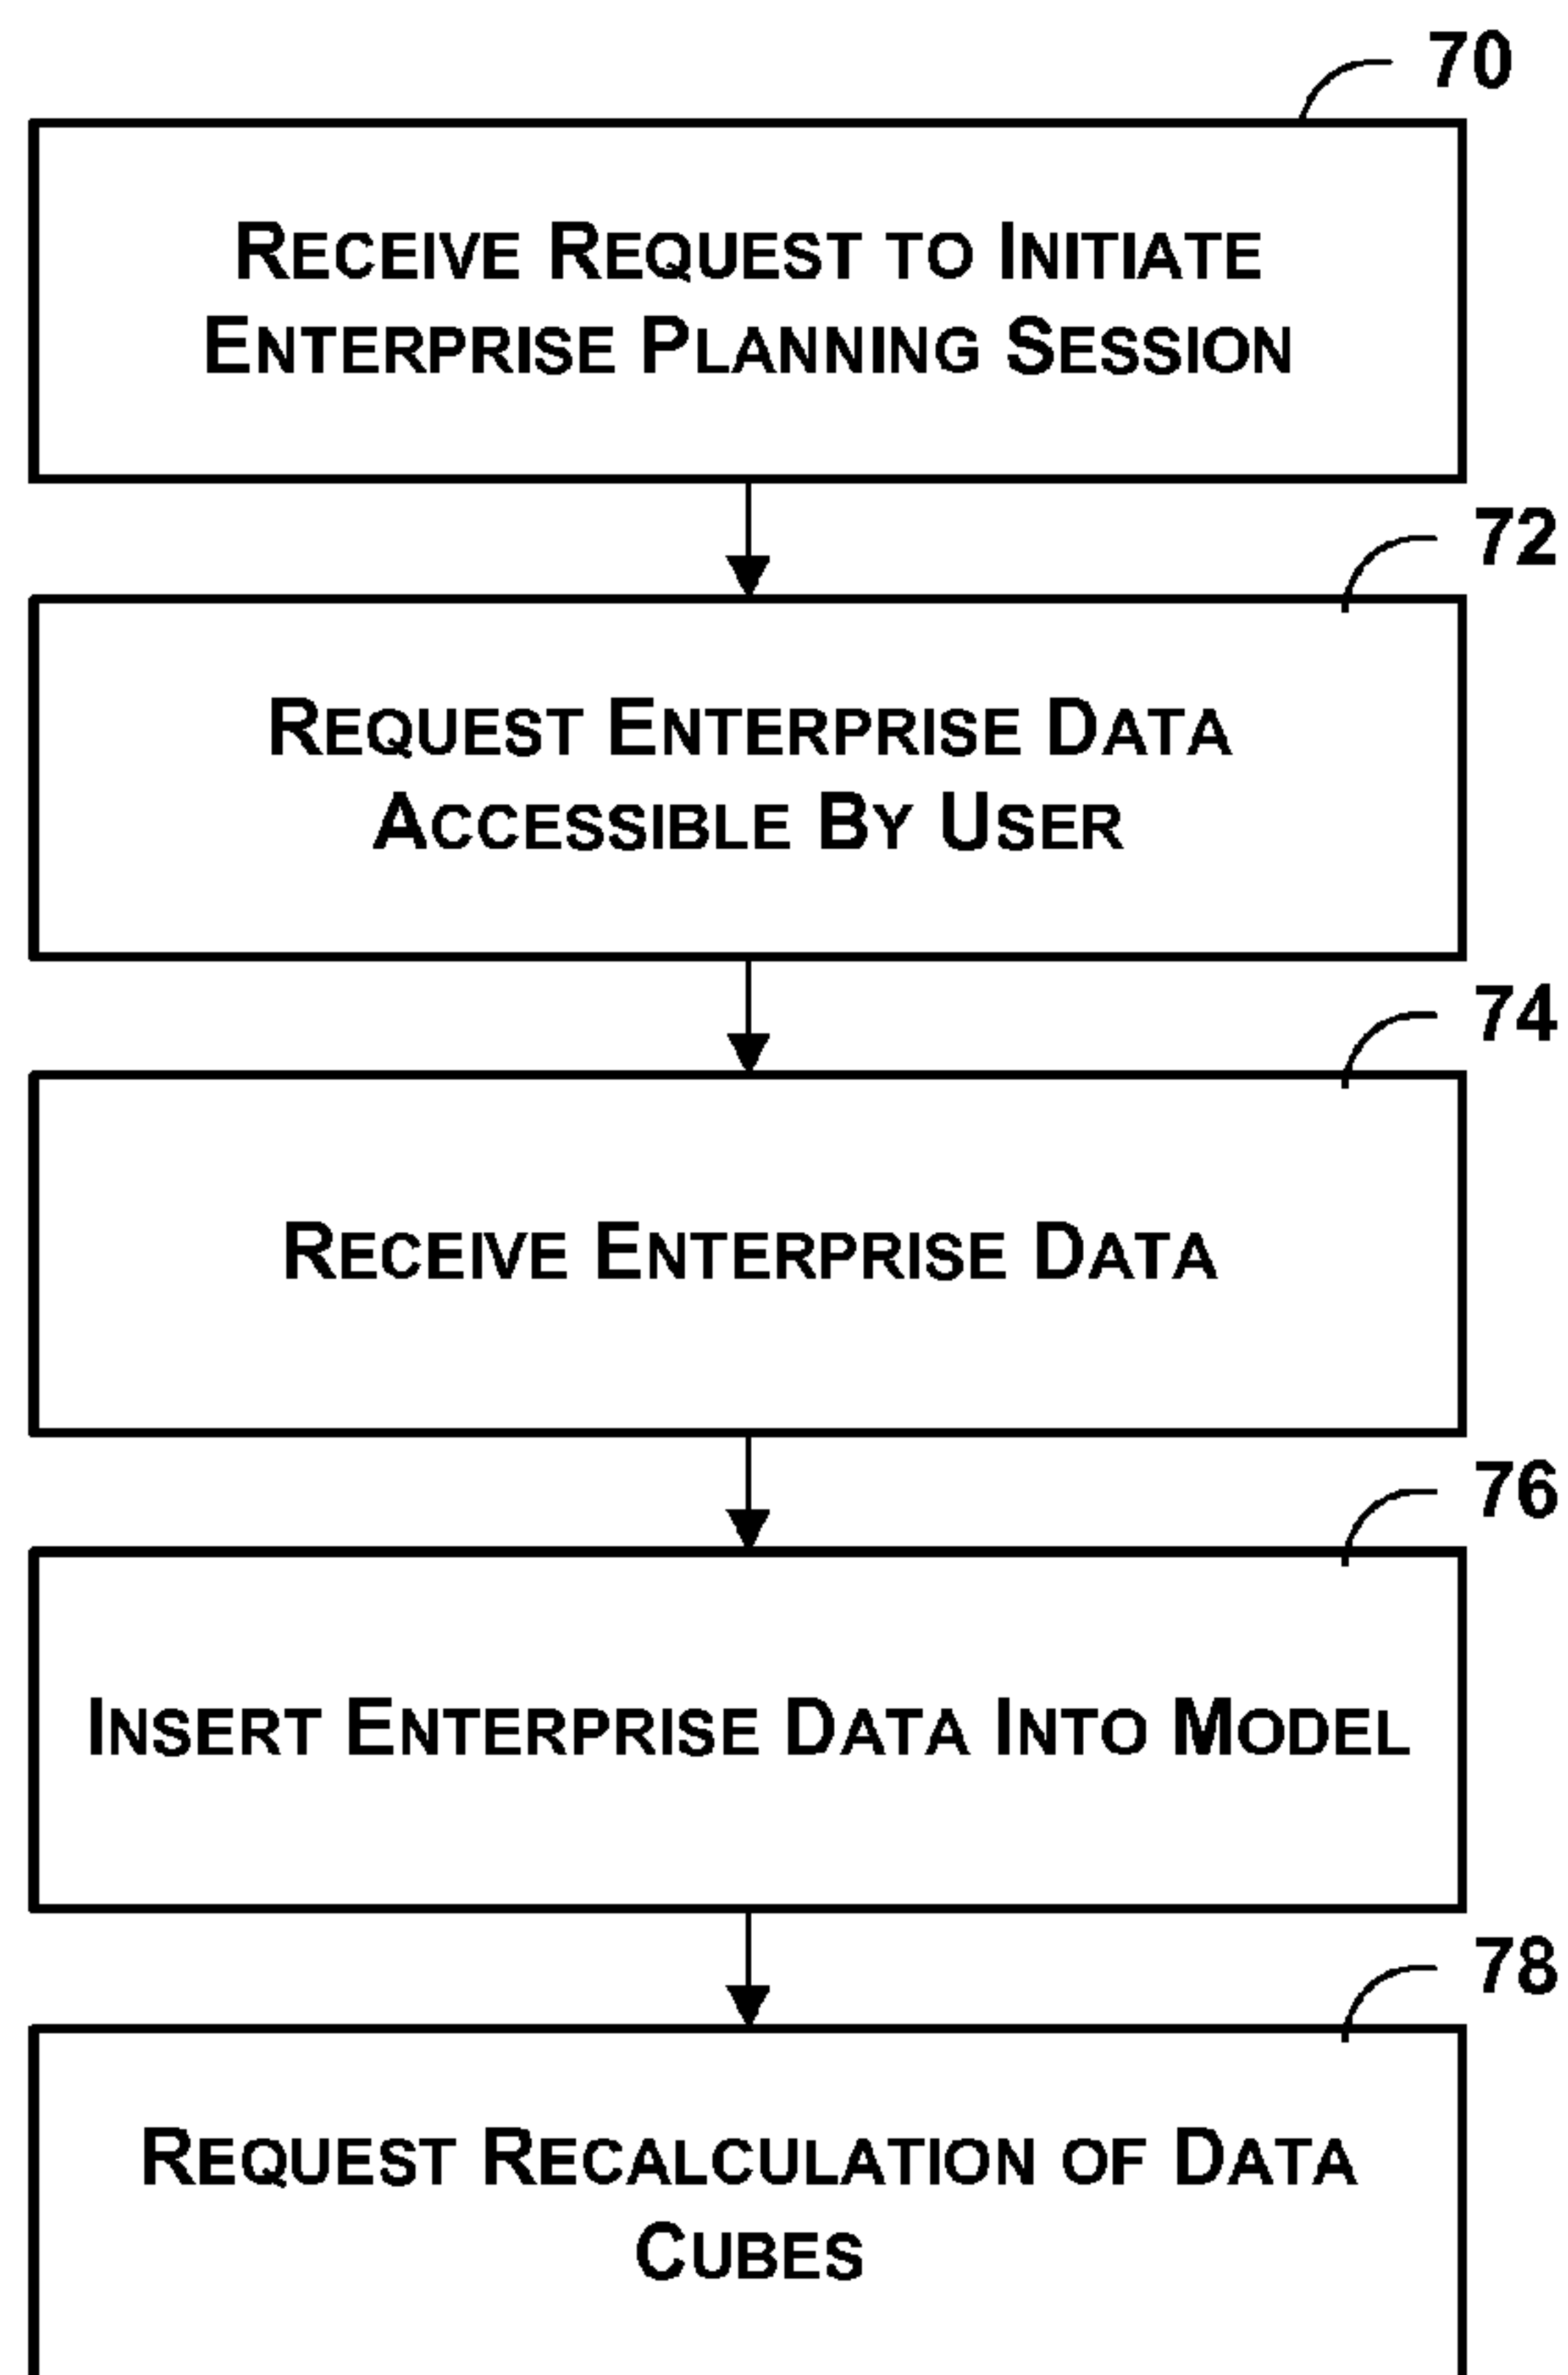 70
RECEIVE REQUEST TO INITIATE
ENTERPRISE PLANNING SESSION
72
REQUEST ENTERPRISE DATA
ACCESSIBLE BY USER
74
RECEIVE ENTERPRISE DATA
76
INSERT ENTERPRISE DATA INTO MODEL
78
REQUEST RECALCULATION OF DATA
CUBES